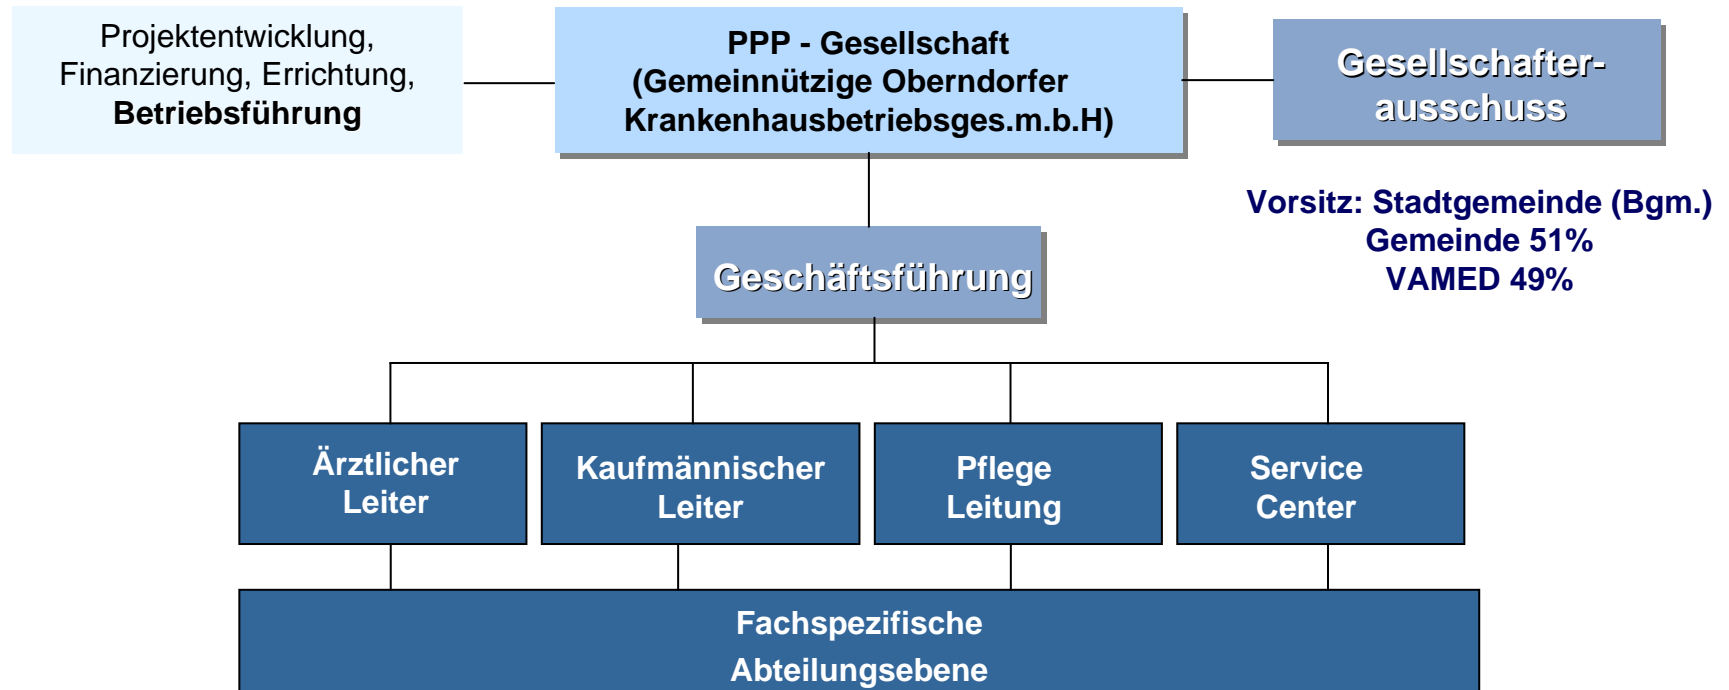 Projektentwicklung,
Finanzierung, Errichtung,
Betriebsführung
PPP - Gesellschaft
(Gemeinnützige Oberndorfer
Krankenhausbetriebsges.m.b.H)
Gesellschafter-
ausschuss
Vorsitz: Stadtgemeinde (Bgm.)
Gemeinde 51%
VAMED 49%
Geschäftsführung
Ärztlicher
Leiter
Kaufmännischer
Leiter
Pflege
Leitung
Service
Center
Fachspezifische
Abteilungsebene